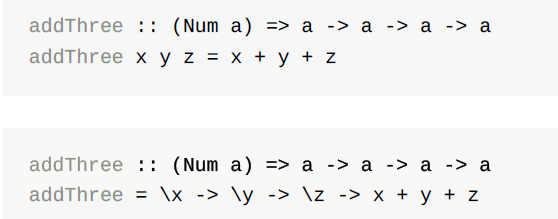 addThree :: (Num a) => a -> a -> a -> a
addThree x y z = x + y + z
addThree :: (Num a) => a -> a -> a -> a
addThree = \x -> \y -> \z -> x + y + z